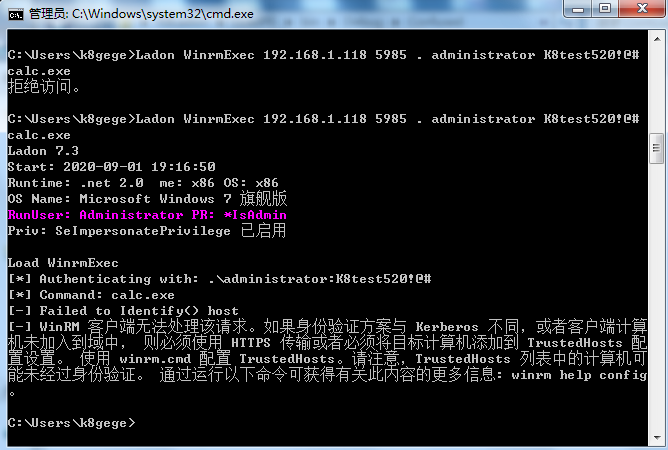 管理员: C:\Windows\system32\cmd.exe
C:\Users\k8gege>Ladon WinrmExec 192.168.1.118 5985 . administrator K8test520!@#
calc.exe
拒绝访问。
C:\Users\k8gege>Ladon WinrmExec 192.168.1.118 5985 . administrator K8test520!@#
calc.exe
Ladon 7.3
Start: 2020-09-01 19:16:50
Runtime: .net 2.0  me: x86 OS: x86
OS Name: Microsoft Windows 7 旗舰版
RunUser: Administrator PR: *IsAdmin
Priv: SeImpersonatePrivilege 已启用
Load WinrmExec
[*] Authenticating with: .\administrator:K8test520!@#
[*] Command: calc.exe
[-] Failed to Identify() host
[-] WinRM 客户端无法处理该请求。如果身份验证方案与 Kerberos 不同，或者客户端计算
机未加入到域中， 则必须使用 HTTPS 传输或者必须将目标计算机添加到 TrustedHosts 配
置设置。 使用 winrm.cmd 配置 TrustedHosts。请注意，TrustedHosts 列表中的计算机可
能未经过身份验证。 通过运行以下命令可获得有关此内容的更多信息: winrm help config
。
C:\Users\k8gege>